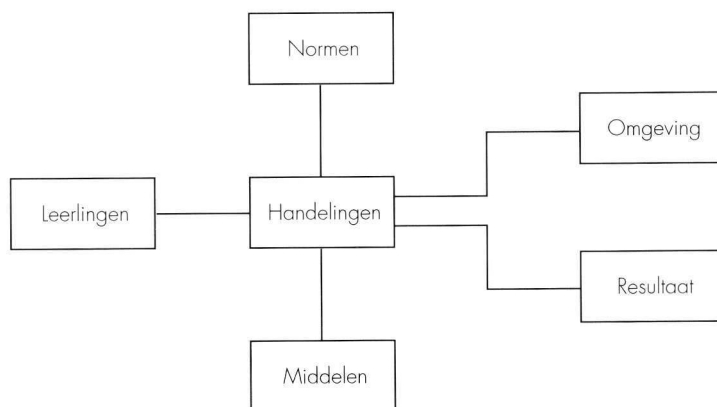 Normen
Omgeving
Leerlingen
Handelingen
Resultaat
Middelen